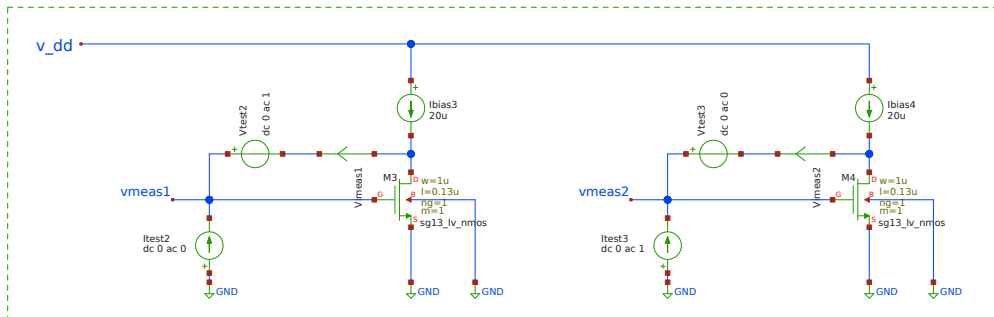 v_dd
Vtest2
dc 0 ac 1
+
+
Ibias3
20u
Vtest3
dc 0 ac 0
+
+
Ibias4
20u
vmeas1
Vmeas1
M3
G
D
B
S
w=1u
l=0.13u
ng=1
m=1
sg13_lv_nmos
vmeas2
Vmeas2
M4
G
D
B
S
w=1u
l=0.13u
ng=1
m=1
sg13_lv_nmos
Itest2
dc 0 ac 0
+
Itest3
dc 0 ac 1
+
GND
GND
GND
GND
GND
GND